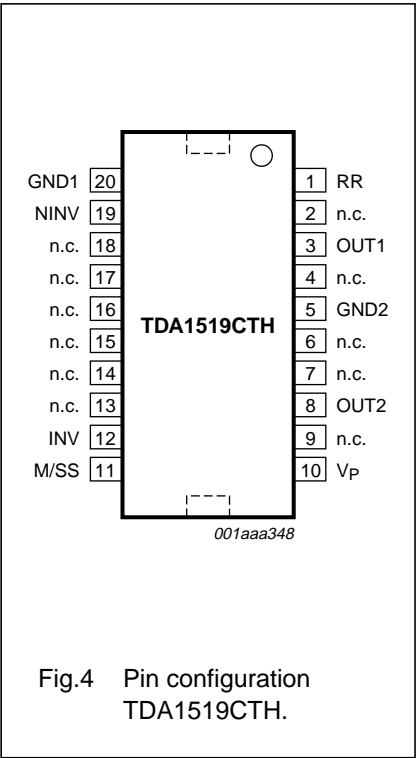 GND1 20 1 RR
NINV 19 2 n.c.
n.c. 18 3 OUT1
n.c. 17 4 n.c.
n.c. 16 5 GND2
TDA1519CTH
n.c. 15 6 n.c.
n.c. 14 7 n.c.
n.c. 13 8 OUT2
INV 12 9 n.c.
M/SS 11 10 VP
001aaa348
Fig.4 Pin configuration
TDA1519CTH.